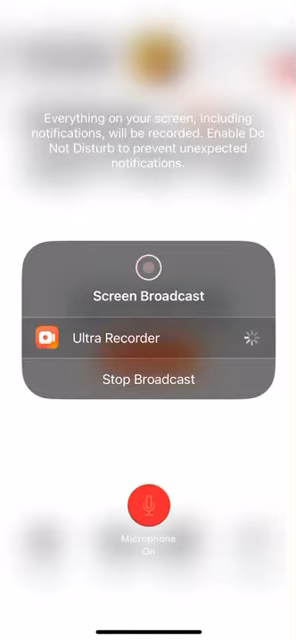 Everything on your screen, including
notifications, will be recorded. Enable Do
Not Disturb to prevent unexpected
notifications.
Screen Broadcast
Ultra Recorder
Stop Broadcast
Microphone
On